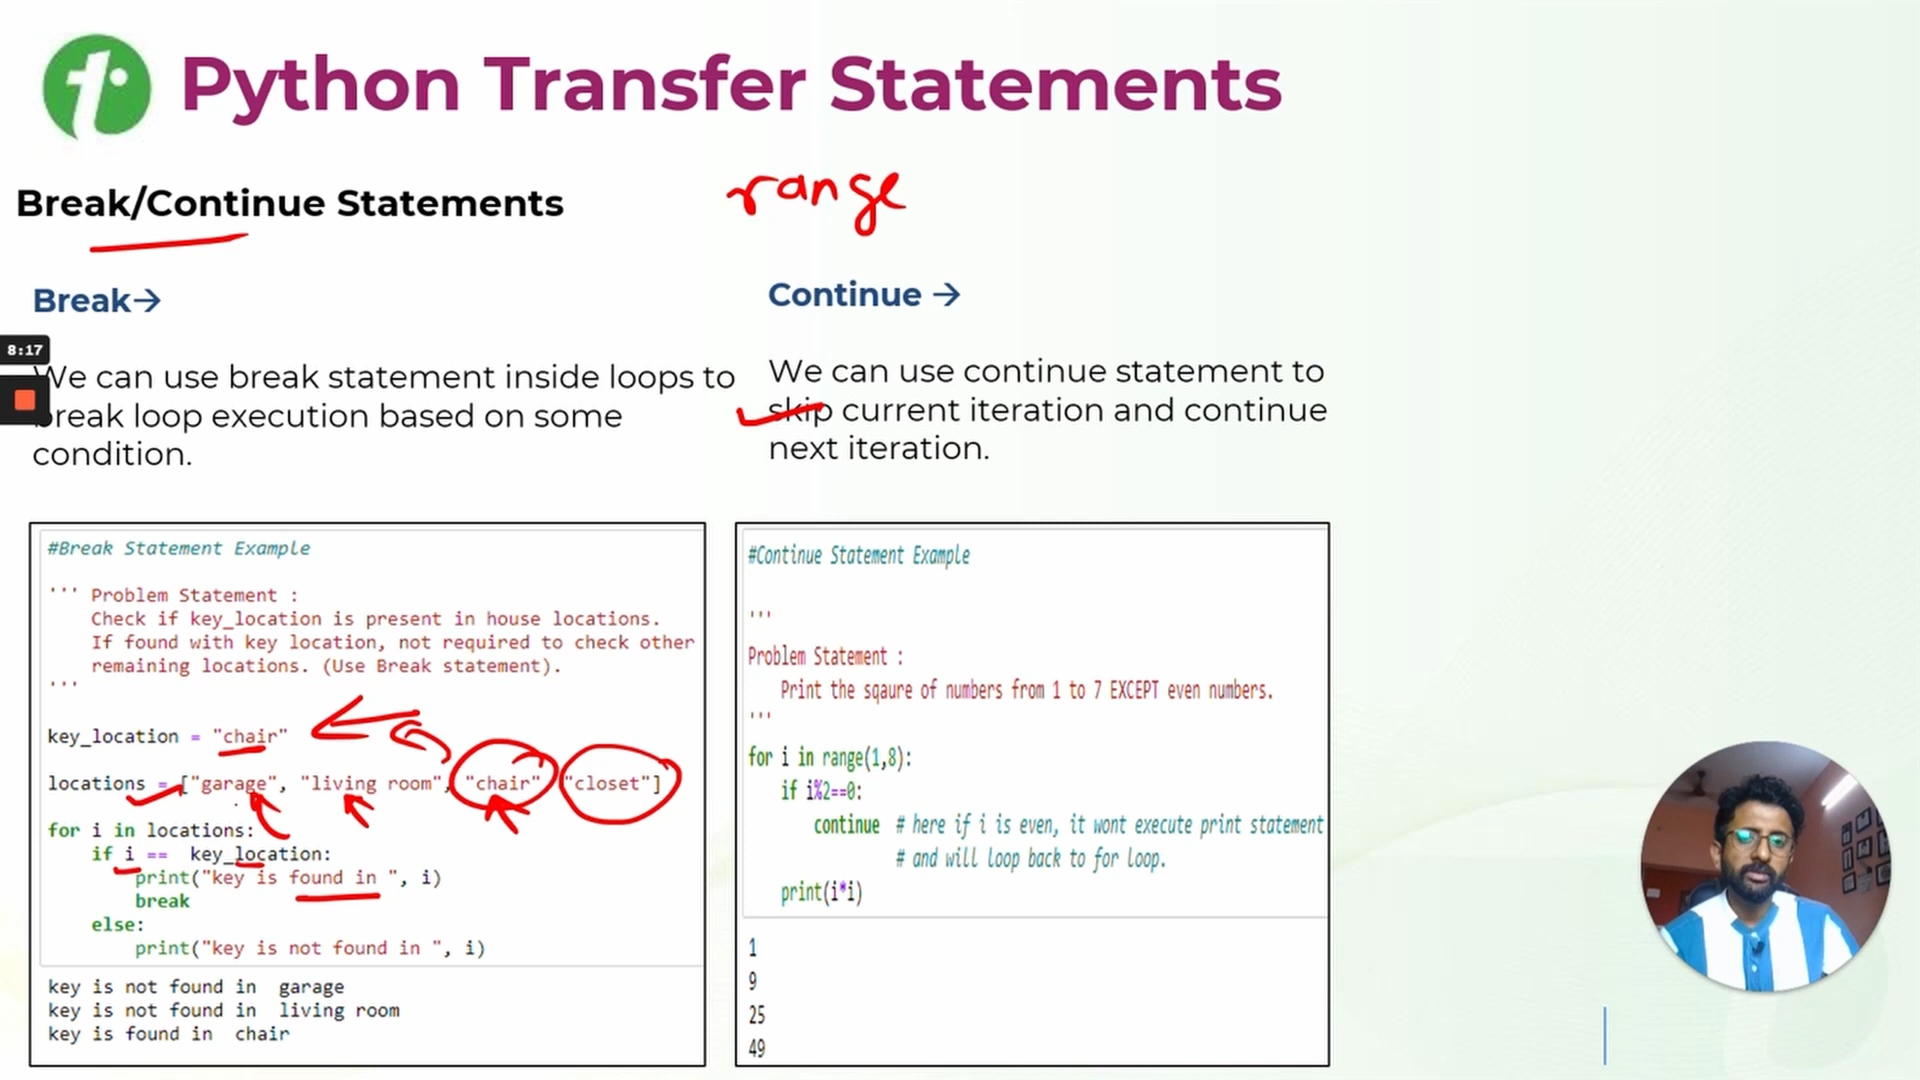 Python Transfer Statements
Break/Continue Statements
range
Break→
8:17
We can use break statement inside loops to
break loop execution based on some
condition.
Continue →
We can use continue statement to
skip current iteration and continue
next iteration.
#Break Statement Example
''' Problem Statement :
Check if key_location is present in house locations.
If found with key location, not required to check other
remaining locations. (Use Break statement).
'''
key_location = "chair"
locations = ["garage", "living room", "chair" "closet"]
for i in locations:
    if i ==  key_location:
        print("key is found in ", i)
        break
    else:
        print("key is not found in ", i)
key is not found in  garage
key is not found in  living room
key is found in  chair
#Continue Statement Example
'''
Problem Statement :
    Print the sqaure of numbers from 1 to 7 EXCEPT even numbers.
'''
for i in range(1,8):
    if i%2==0:
        continue  # here if i is even, it wont execute print statement
                  # and will loop back to for loop.
    print(i*i)
1
9
25
49